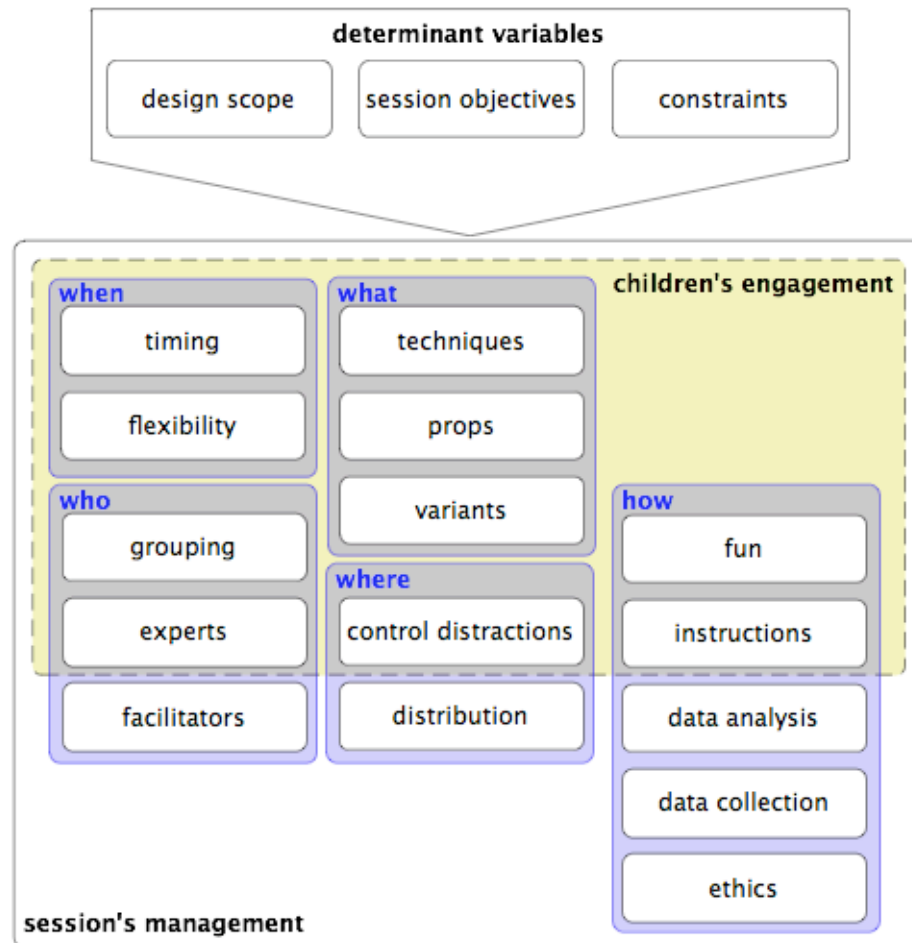 determinant variables
design scope
session objectives
constraints
children's engagement
when
timing
flexibility
what
techniques
props
variants
who
grouping
experts
facilitators
where
control distractions
distribution
how
fun
instructions
data analysis
data collection
ethics
session's management